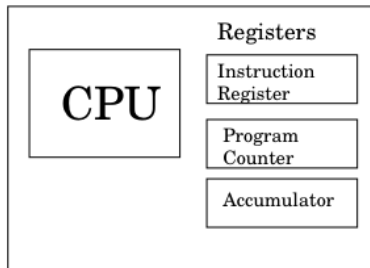 CPU
Registers
Instruction
Register
Program
Counter
Accumulator